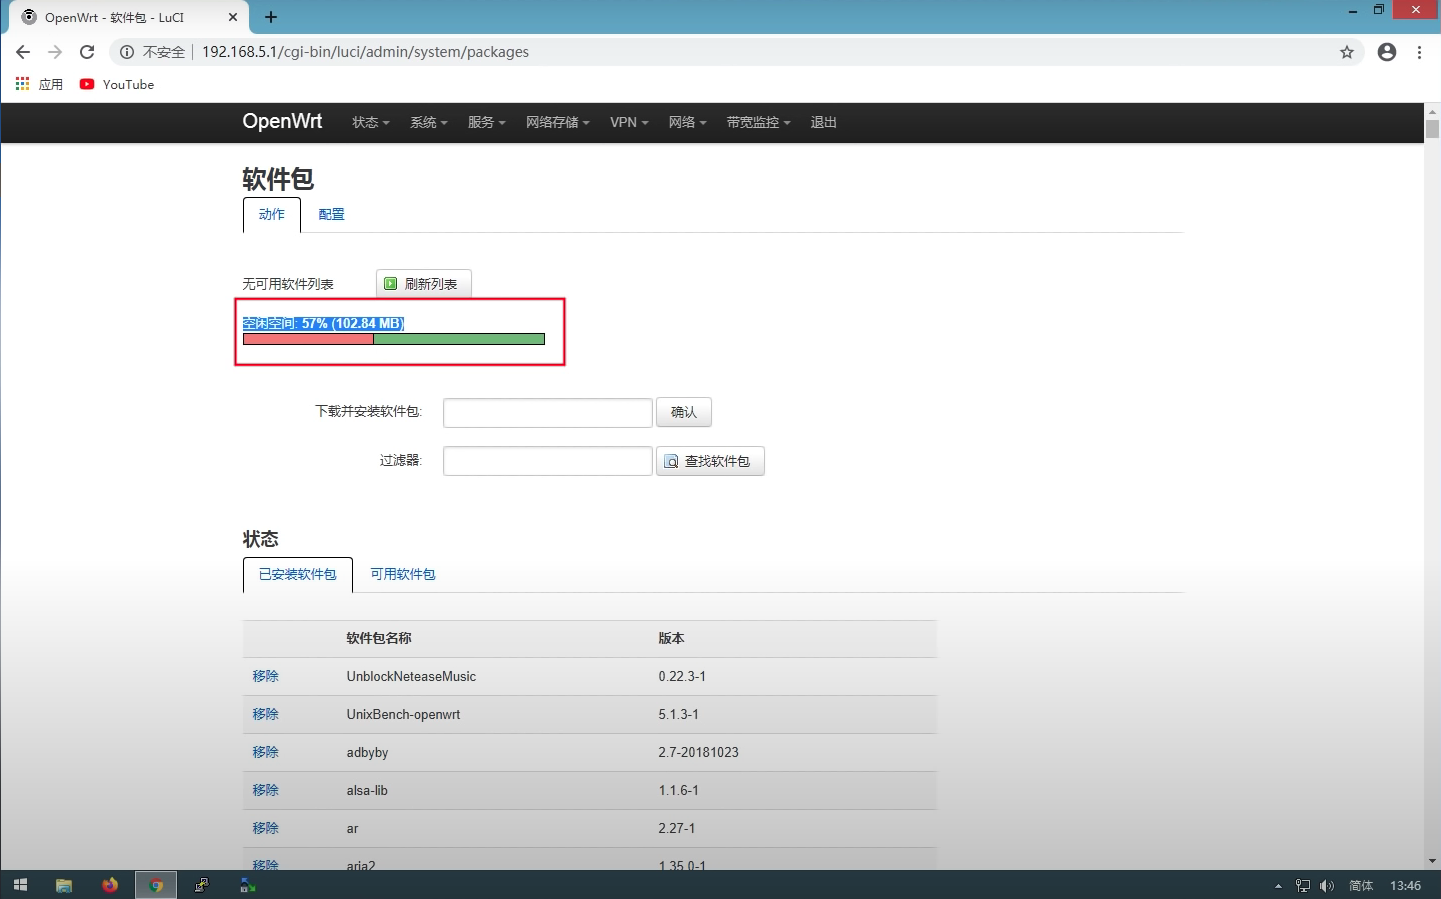 OpenWrt - 软件包 - LuCI
不安全 192.168.5.1/cgi-bin/luci/admin/system/packages
应用 YouTube
OpenWrt 状态 系统 服务 网络存储 VPN 网络 带宽监控 退出
软件包
动作 配置
无可用软件列表 刷新列表
空闲空间: 57% (102.84 MB)
下载并安装软件包: 确认
过滤器: 查找软件包
状态
已安装软件包 可用软件包
软件包名称 版本
移除 UnblockNeteaseMusic 0.22.3-1
移除 UnixBench-openwrt 5.1.3-1
移除 adbyby 2.7-20181023
移除 alsa-lib 1.1.6-1
移除 ar 2.27-1
移除 aria2 1.35.0-1
简体 13:46